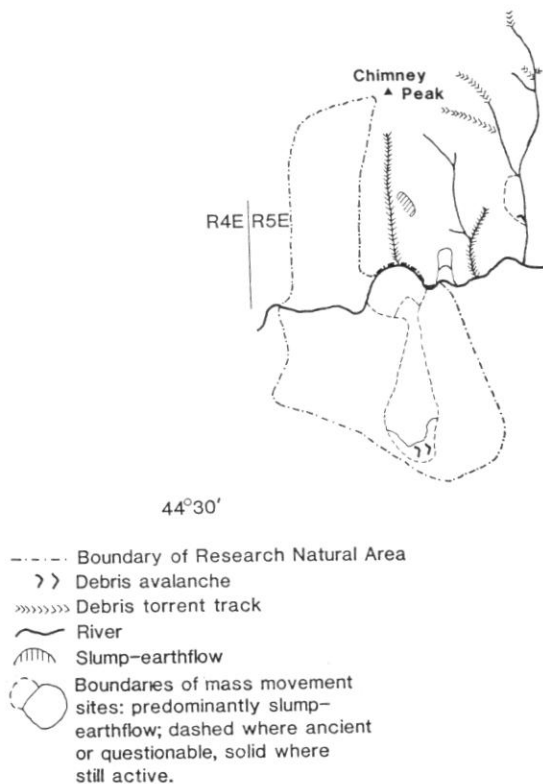 Chimney
Peak
R4E R5E
44°30'
Boundary of Research Natural Area
Debris avalanche
Debris torrent track
River
Slump-earthflow
Boundaries of mass movement
sites: predominantly slump-
earthflow; dashed where ancient
or questionable, solid where
still active.